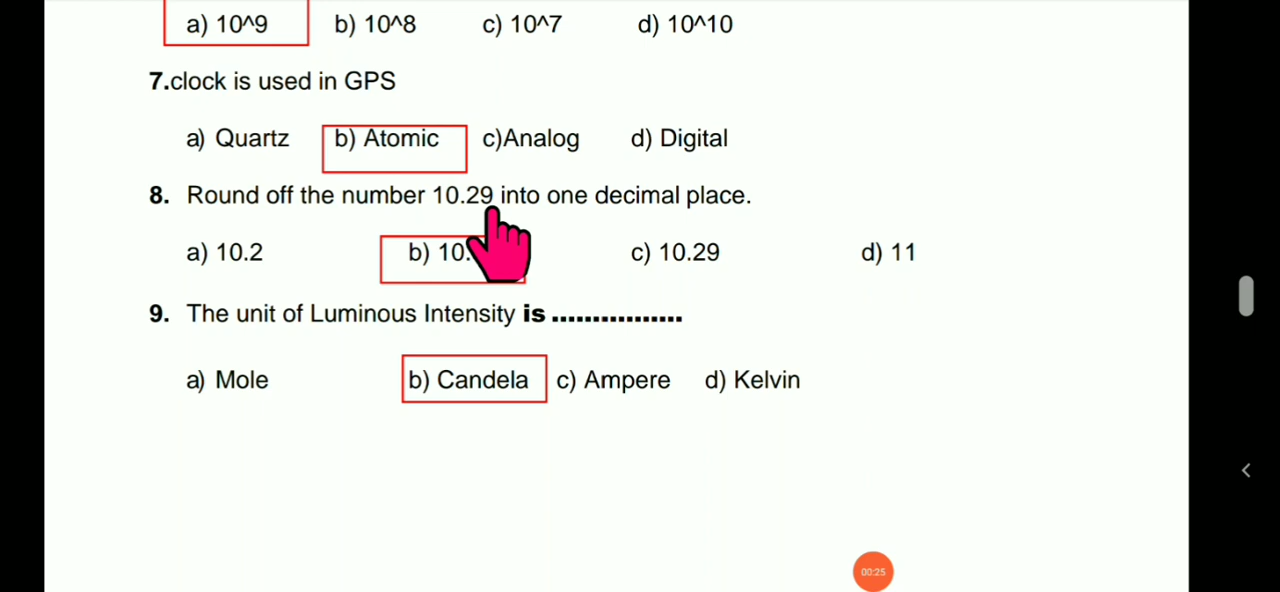 a) 10^9 b) 10^8 c) 10^7 d) 10^10
7.clock is used in GPS
a) Quartz b) Atomic c)Analog d) Digital
8. Round off the number 10.29 into one decimal place.
a) 10.2 b) 10. c) 10.29 d) 11
9. The unit of Luminous Intensity is ................
a) Mole b) Candela c) Ampere d) Kelvin
00:25